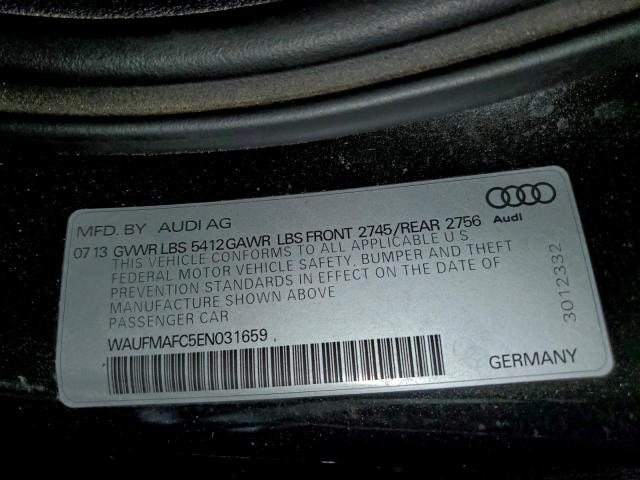 MFD. BY AUDI AG
Audi
07 13 GVWR LBS 5412 GAWR LBS FRONT 2745/REAR 2756
THIS VEHICLE CONFORMS TO ALL APPLICABLE U.S.
FEDERAL MOTOR VEHICLE SAFETY, BUMPER AND THEFT
PREVENTION STANDARDS IN EFFECT ON THE DATE OF
MANUFACTURE SHOWN ABOVE
PASSENGER CAR
3012332
WAUFMAFC5EN031659
GERMANY